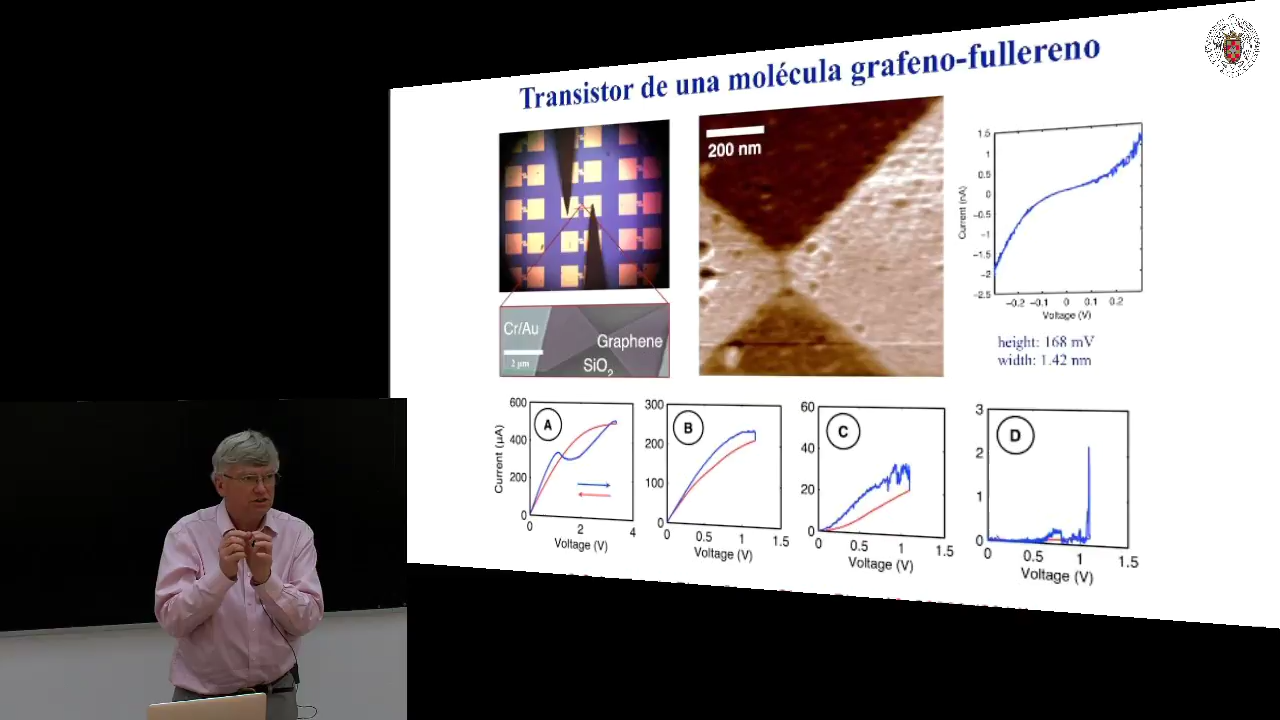 Transistor de una molécula grafeno-fullereno
200 nm
Cr/Au
2 μm
Graphene
SiO2
1.5
1
0.5
0
−0.5
−1
−1.5
−2
−2.5
Current (nA)
−0.2 −0.1 0 0.1 0.2
Voltage (V)
height: 168 mV
width: 1.42 nm
A
600
400
200
0
Current (μA)
0 2 4
Voltage (V)
B
300
200
100
0
0 0.5 1 1.5
Voltage (V)
C
60
40
20
0
0 0.5 1 1.5
Voltage (V)
D
3
2
1
0
0 0.5 1 1.5
Voltage (V)